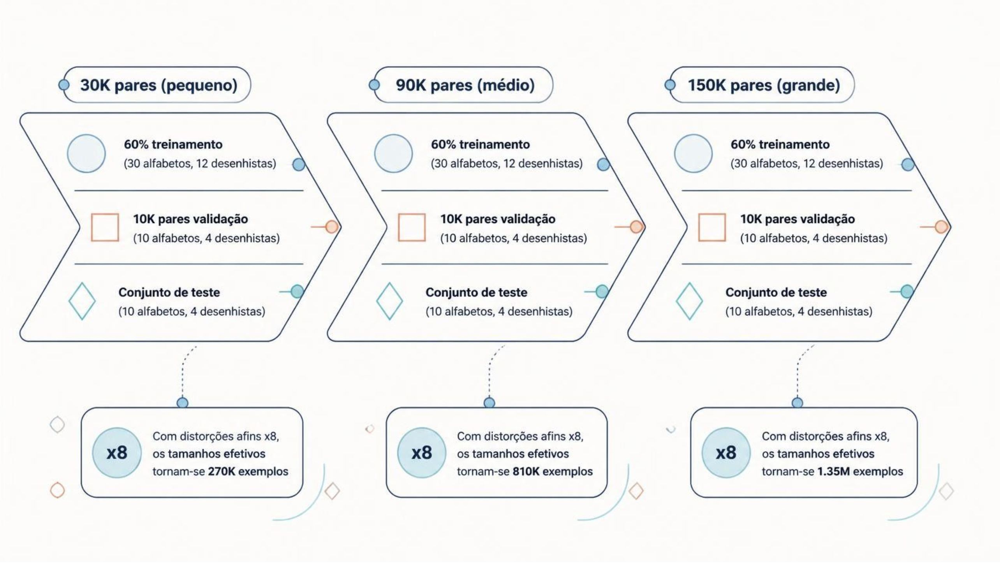 30K pares (pequeno)
60% treinamento
(30 alfabetos, 12 desenhistas)
10K pares validação
(10 alfabetos, 4 desenhistas)
Conjunto de teste
(10 alfabetos, 4 desenhistas)
x8
Com distorções afins x8,
os tamanhos efetivos
tornam-se 270K exemplos
90K pares (médio)
60% treinamento
(30 alfabetos, 12 desenhistas)
10K pares validação
(10 alfabetos, 4 desenhistas)
Conjunto de teste
(10 alfabetos, 4 desenhistas)
x8
Com distorções afins x8,
os tamanhos efetivos
tornam-se 810K exemplos
150K pares (grande)
60% treinamento
(30 alfabetos, 12 desenhistas)
10K pares validação
(10 alfabetos, 4 desenhistas)
Conjunto de teste
(10 alfabetos, 4 desenhistas)
x8
Com distorções afins x8,
os tamanhos efetivos
tornam-se 1.35M exemplos